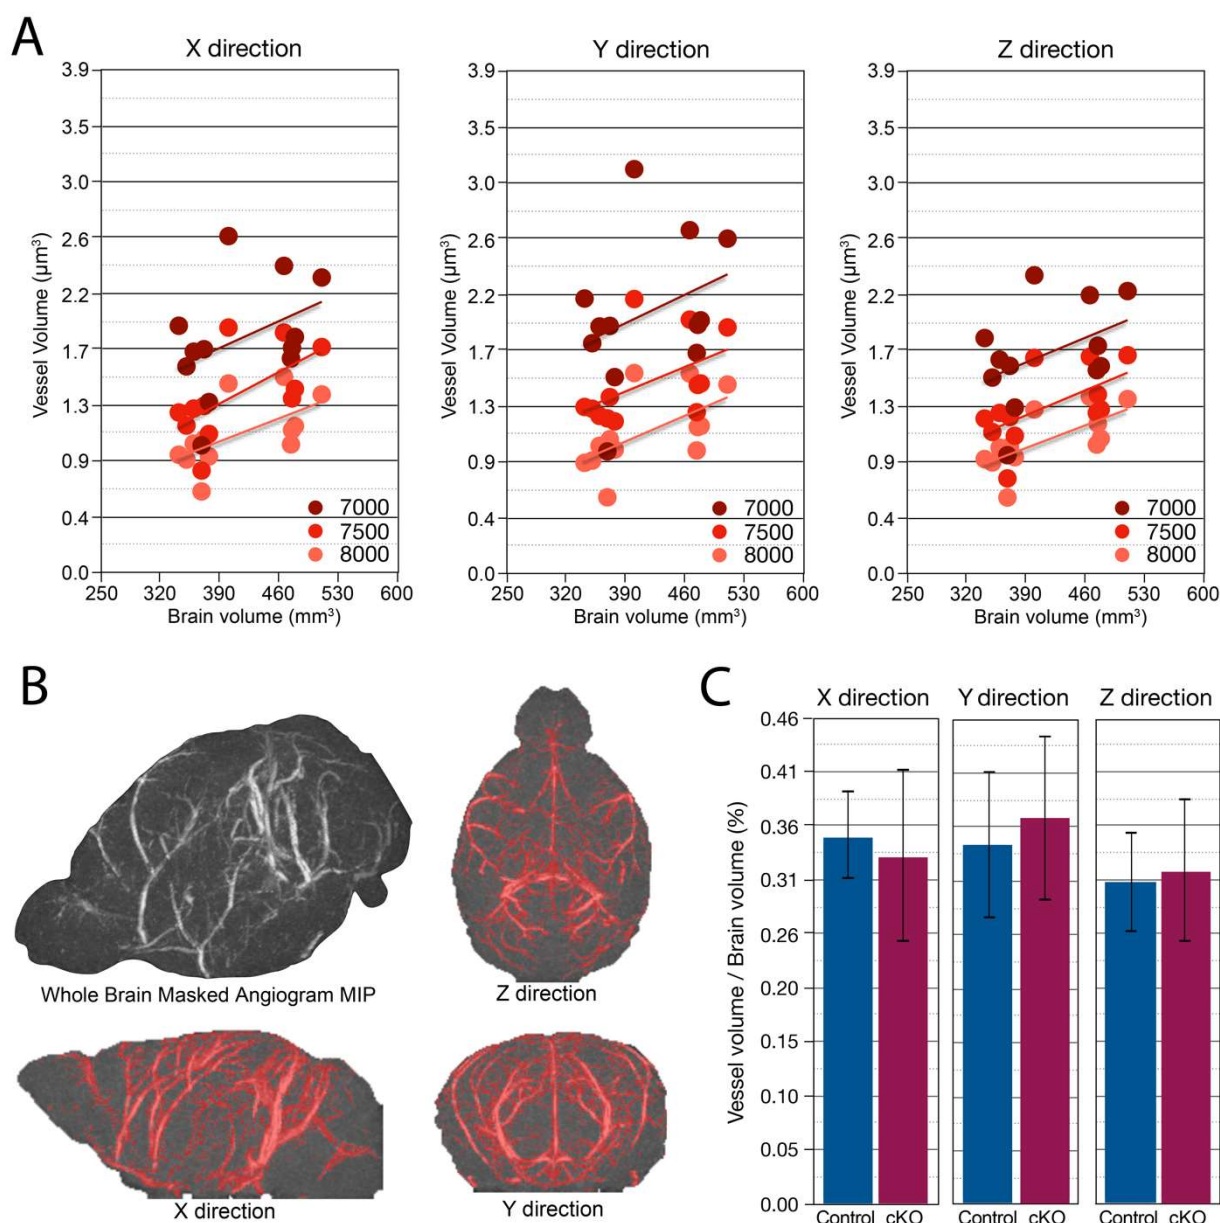 A
X direction
Y direction
Z direction
Vessel Volume (µm³)
3.9
3.5
3.0
2.6
2.2
1.7
1.3
0.9
0.4
0.0
250 320 390 460 530 600
Brain volume (mm³)
7000
7500
8000
Vessel Volume (µm³)
3.9
3.5
3.0
2.6
2.2
1.7
1.3
0.9
0.4
0.0
250 320 390 460 530 600
Brain volume (mm³)
7000
7500
8000
Vessel Volume (µm³)
3.9
3.5
3.0
2.6
2.2
1.7
1.3
0.9
0.4
0.0
250 320 390 460 530 600
Brain volume (mm³)
7000
7500
8000
B
Whole Brain Masked Angiogram MIP
Z direction
X direction
Y direction
C
X direction
Y direction
Z direction
Vessel volume / Brain volume (%)
0.46
0.41
0.36
0.31
0.26
0.20
0.15
0.10
0.05
0.00
Control cKO
Control cKO
Control cKO